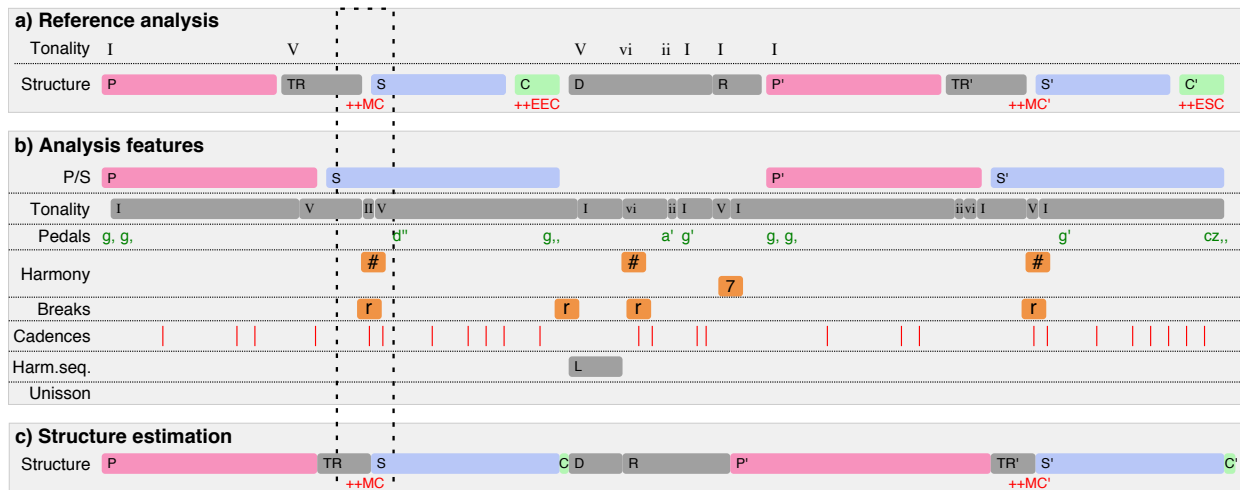 a) Reference analysis
Tonality I V V vi ii I I I
Structure P TR S C D R P' TR' S' C'
++MC ++EEC ++MC' ++ESC
b) Analysis features
P/S P S P' S'
Tonality I V II V I vi ii I V I ii vi I V I
Pedals g, g, d'' g,, a' g' g, g, g' cz,,
# # #
Harmony
7
Breaks r r r r
Cadences
Harm.seq. L
Unisson
c) Structure estimation
Structure P TR S C D R P' TR' S' C'
++MC ++MC'